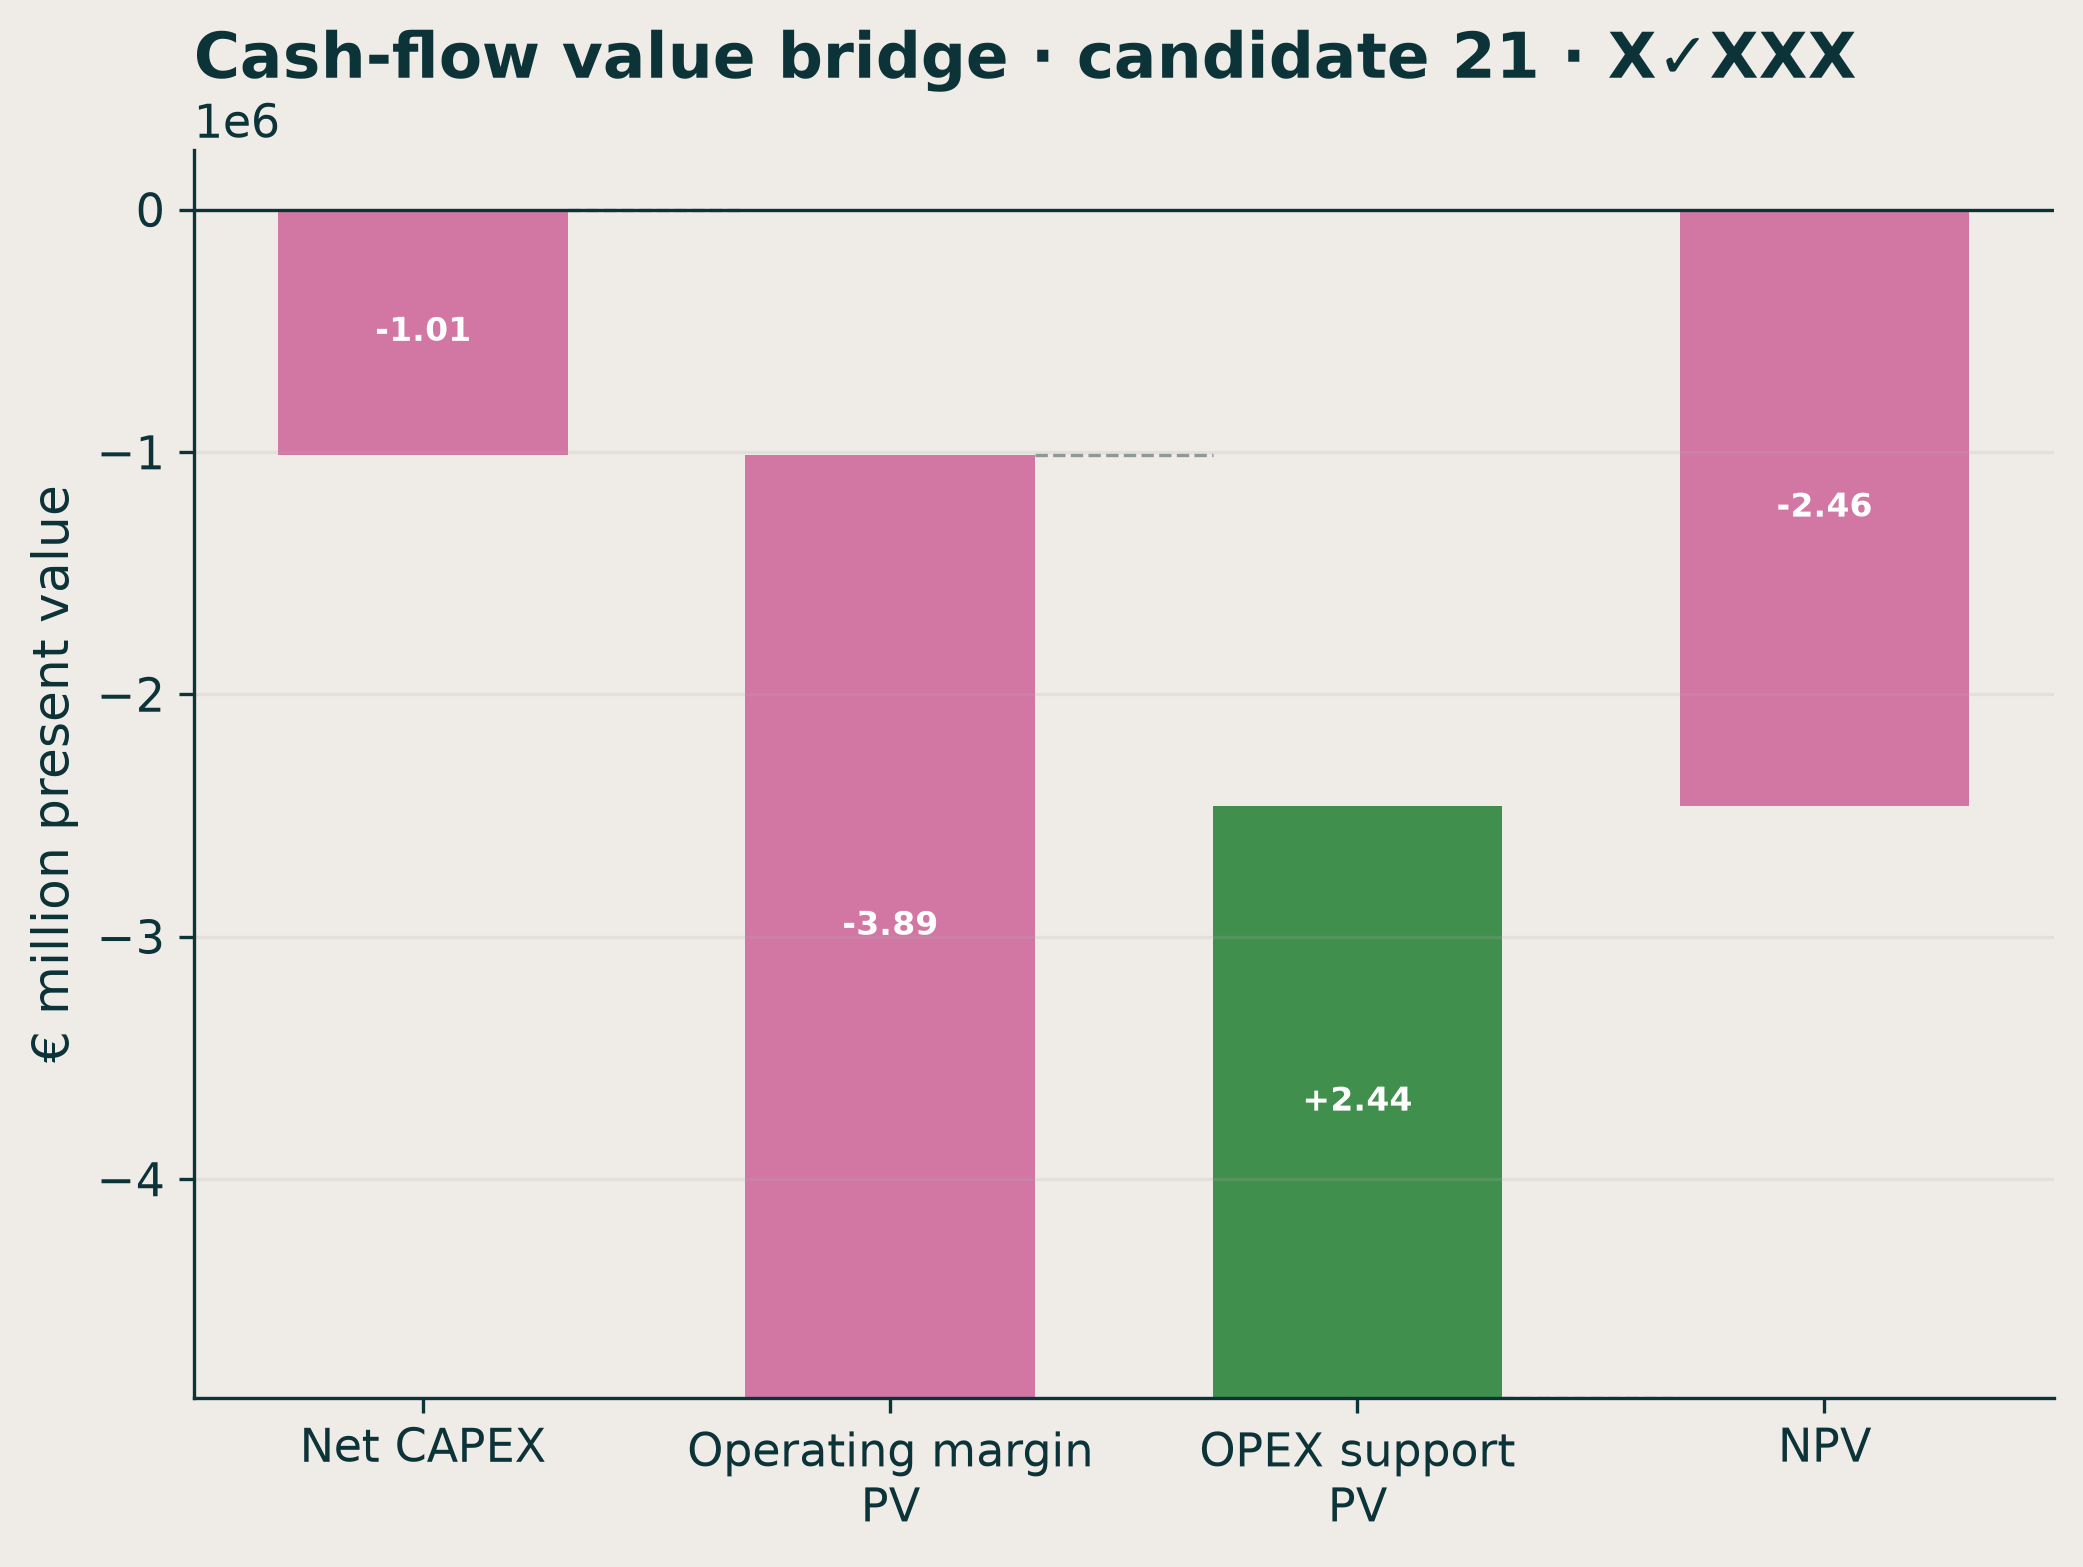 Cash-flow value bridge · candidate 21 · X✓XXX
1e6
€ million present value
0
−1
−2
−3
−4
-1.01
-3.89
+2.44
-2.46
Net CAPEX
Operating margin
PV
OPEX support
PV
NPV